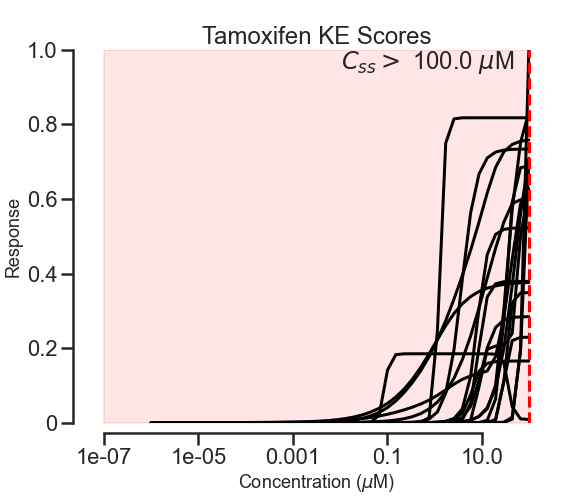 Tamoxifen KE Scores
C_ss > 100.0 μM
Response
1.0
0.8
0.6
0.4
0.2
0
1e-07 1e-05 0.001 0.1 10.0
Concentration (μM)